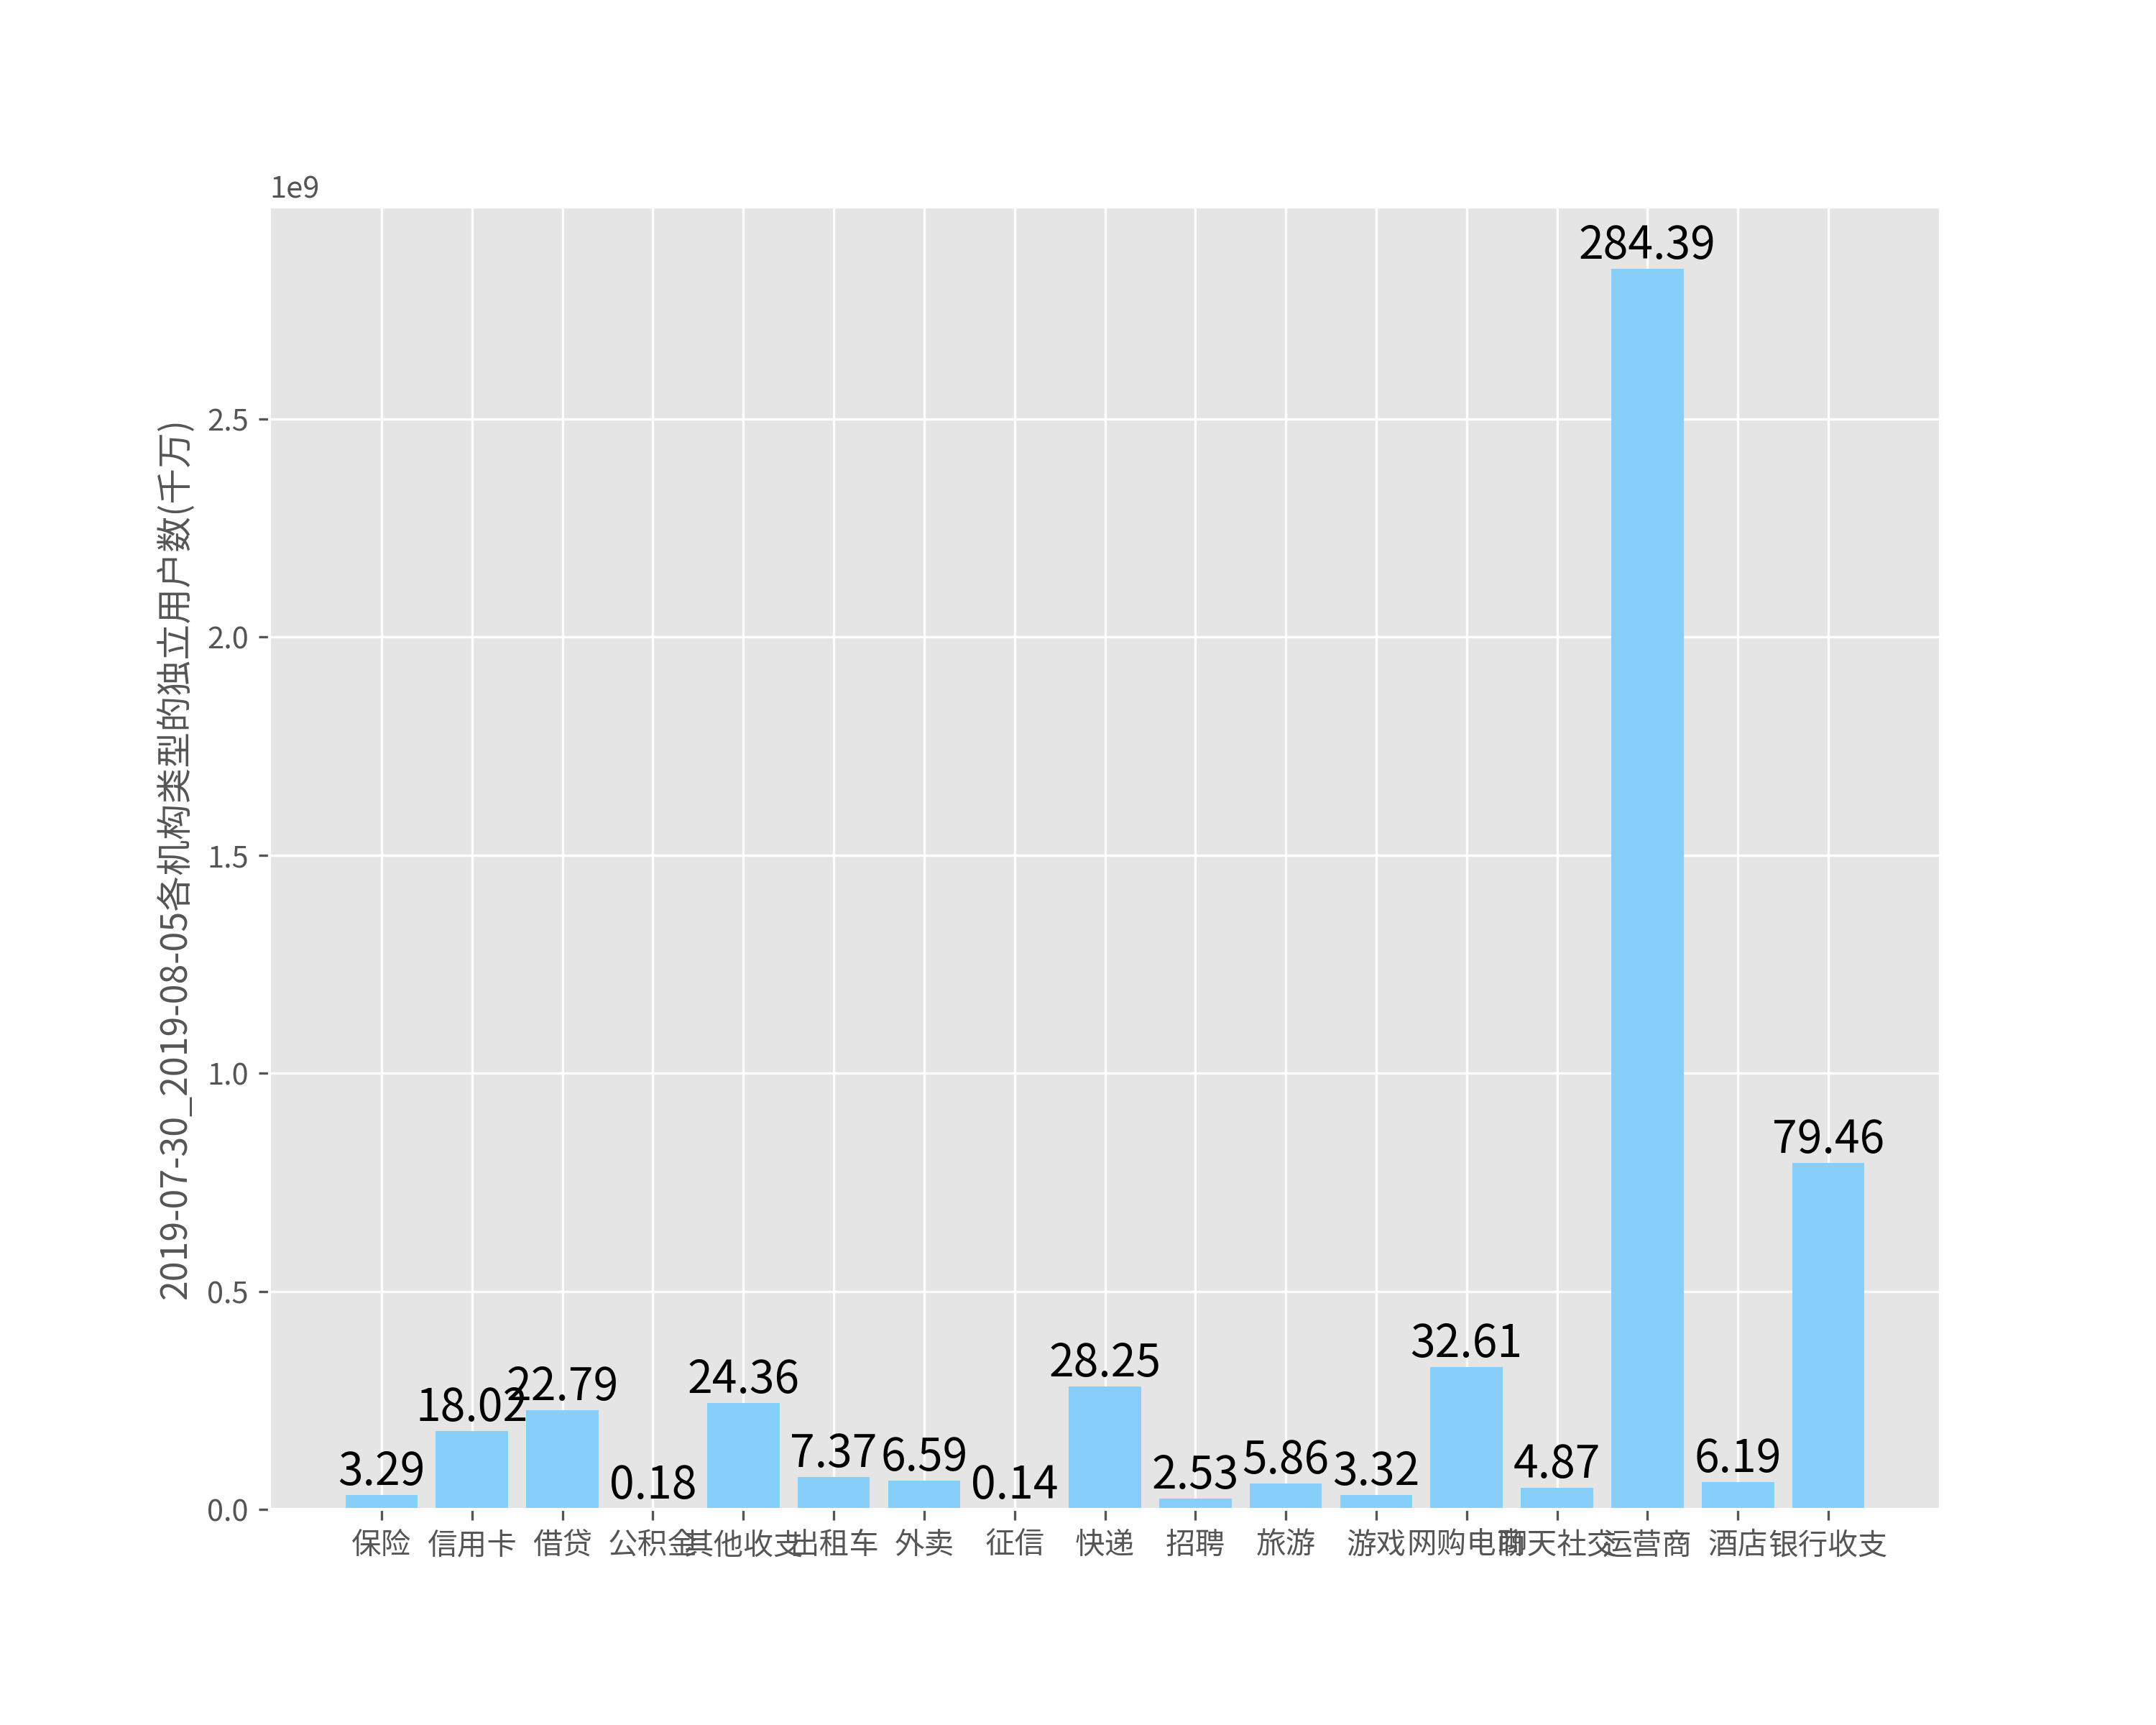 1e9
2019-07-30_2019-08-05各机构类型的独立用户数(千万)
2.5
2.0
1.5
1.0
0.5
0.0
3.29
18.02
22.79
0.18
24.36
7.37
6.59
0.14
28.25
2.53
5.86
3.32
32.61
4.87
284.39
6.19
79.46
保险
信用卡
借贷
公积金
其他收支
出租车
外卖
征信
快递
招聘
旅游
游戏
网购电商
聊天社交
运营商
酒店
银行收支